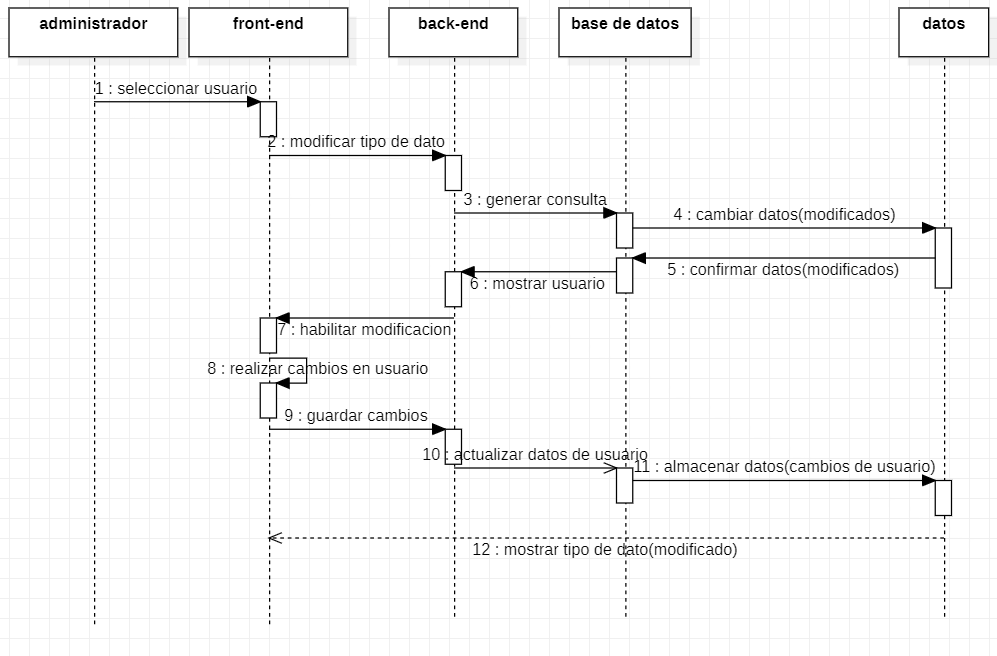 administrador
front-end
back-end
base de datos
datos
1 : seleccionar usuario
2 : modificar tipo de dato
3 : generar consulta
4 : cambiar datos(modificados)
5 : confirmar datos(modificados)
6 : mostrar usuario
7 : habilitar modificacion
8 : realizar cambios en usuario
9 : guardar cambios
10 : actualizar datos de usuario
11 : almacenar datos(cambios de usuario)
12 : mostrar tipo de dato(modificado)